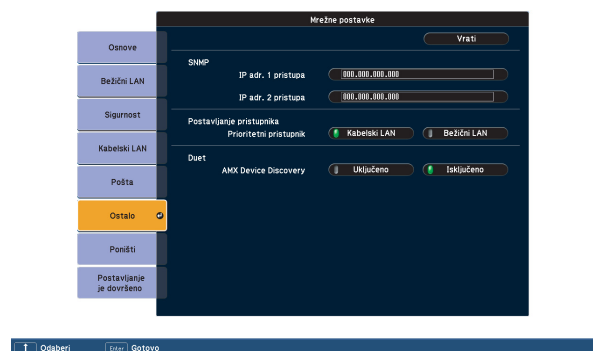 Mrežne postavke
Vrati
Osnove
Bežični LAN
Sigurnost
Kabelski LAN
Pošta
Ostalo
Poništi
Postavljanje
je dovršeno
SNMP
IP adr. 1 pristupa 000.000.000.000
IP adr. 2 pristupa 000.000.000.000
Postavljanje pristupnika
Prioritetni pristupnik Kabelski LAN Bežični LAN
Duet
AMX Device Discovery Uključeno Isključeno
Odaberi Enter Gotovo